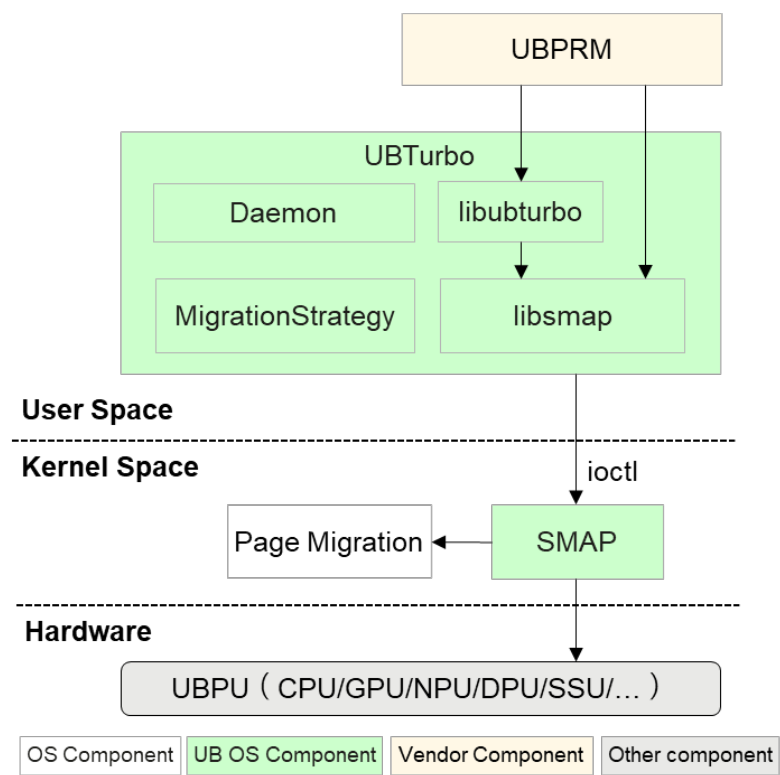 UBPRM
UBTurbo
Daemon
libubturbo
MigrationStrategy
libsmap
User Space
Kernel Space
ioctl
Page Migration
SMAP
Hardware
UBPU（CPU/GPU/NPU/DPU/SSU/…）
OS Component
UB OS Component
Vendor Component
Other component